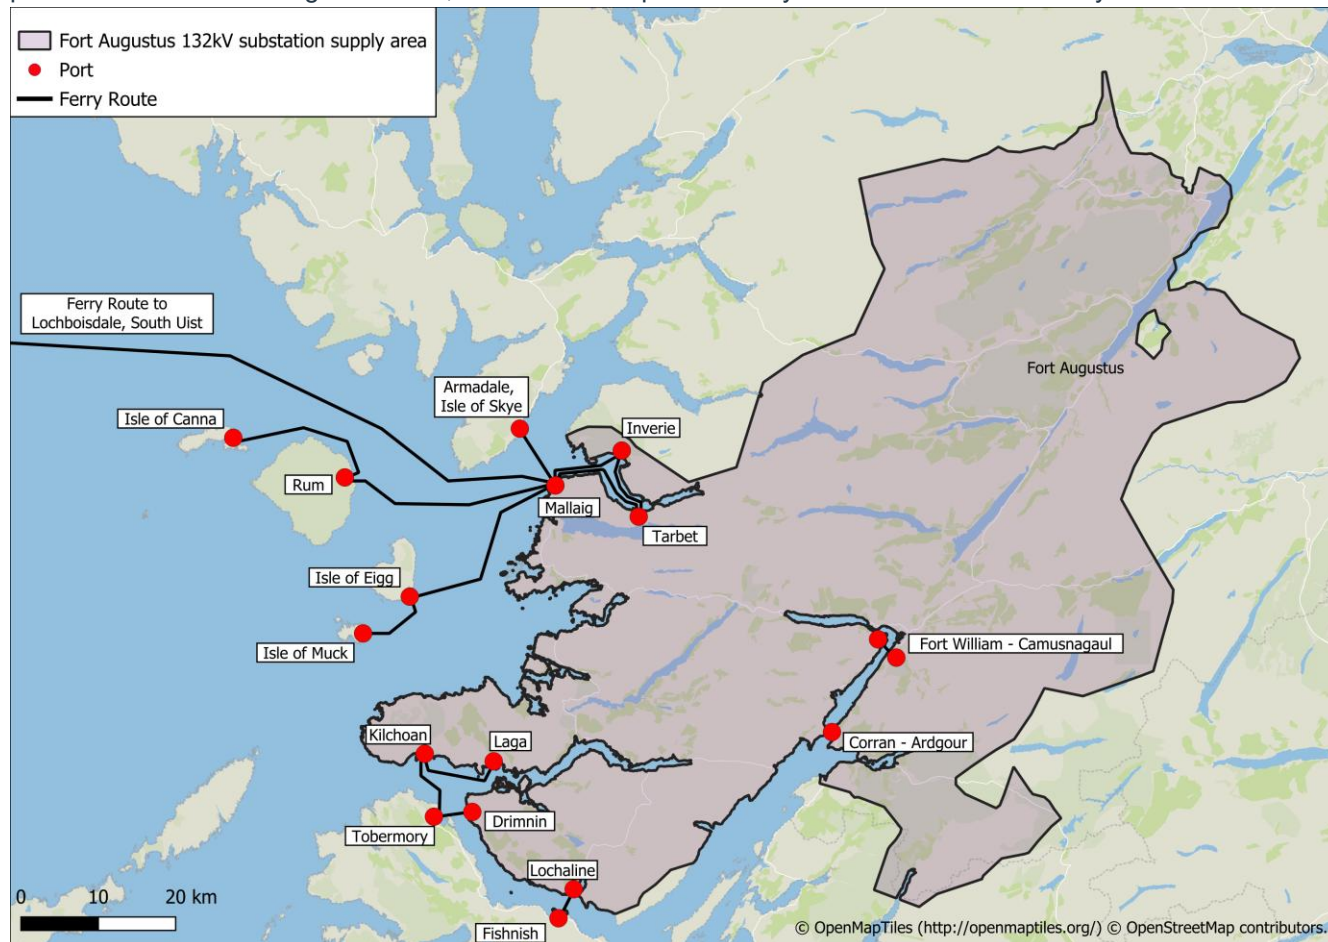 Fort Augustus 132kV substation supply area
Port
Ferry Route
Ferry Route to
Lochboisdale, South Uist
Armadale,
Isle of Skye
Isle of Canna
Inverie
Rum
Mallaig
Tarbet
Fort Augustus
Isle of Eigg
Isle of Muck
Fort William - Camusnagaul
Kilchoan
Laga
Corran - Ardgour
Tobermory
Drimnin
Lochaline
Fishnish
0 10 20 km
© OpenMapTiles (http://openmaptiles.org/) © OpenStreetMap contributors.